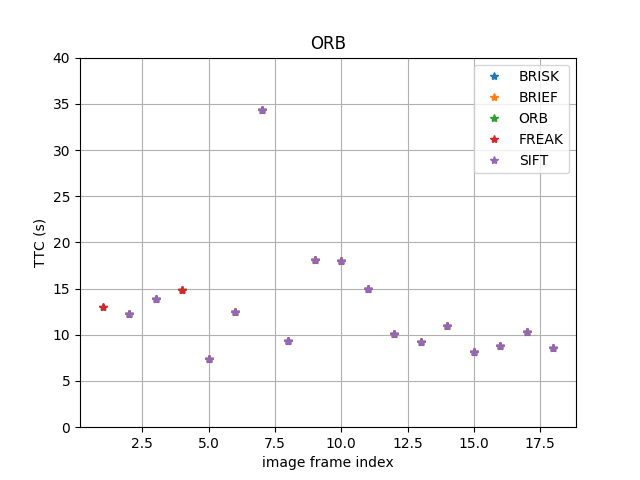 ORB
40
35
30
25
20
15
10
5
0
TTC (s)
BRISK
BRIEF
ORB
FREAK
SIFT
2.5 5.0 7.5 10.0 12.5 15.0 17.5
image frame index